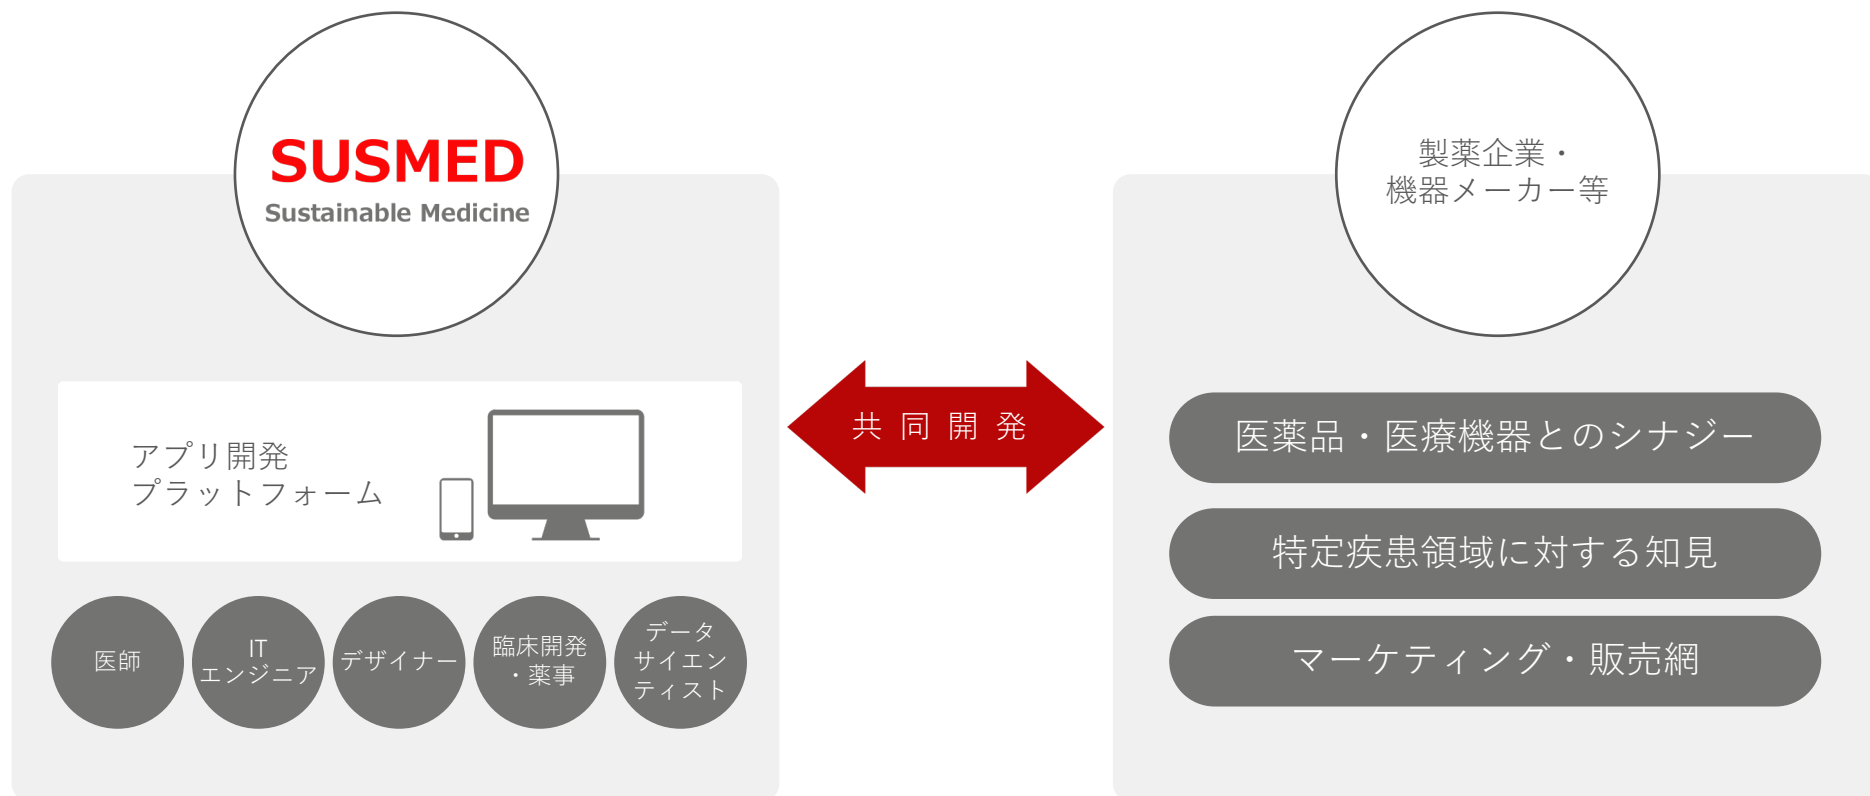 SUSMED
Sustainable Medicine
アプリ開発
プラットフォーム
医師
IT
エンジニア
デザイナー
臨床開発
・薬事
データ
サイエン
ティスト
共同開発
製薬企業・
機器メーカー等
医薬品・医療機器とのシナジー
特定疾患領域に対する知見
マーケティング・販売網